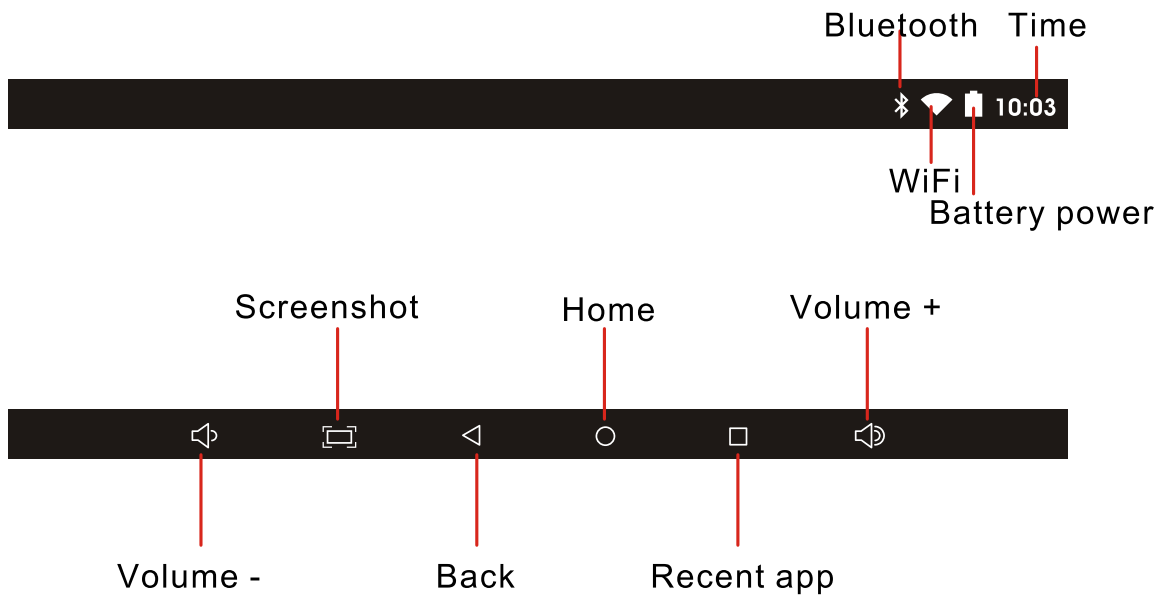 Bluetooth Time
10:03
WiFi
Battery power
Screenshot Home Volume +
Volume - Back Recent app